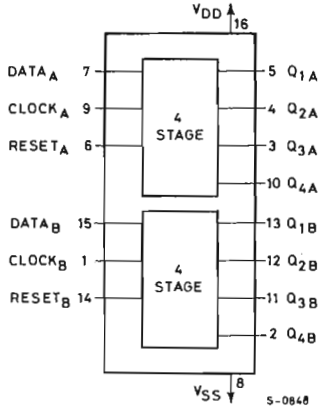 VDD
16
DATAA 7
5 Q1A
CLOCKA 9
4 Q2A
RESETA 6
3 Q3A
10 Q4A
4
STAGE
DATAB 15
13 Q1B
CLOCKB 1
12 Q2B
RESETB 14
11 Q3B
2 Q4B
4
STAGE
8
VSS
S-0848